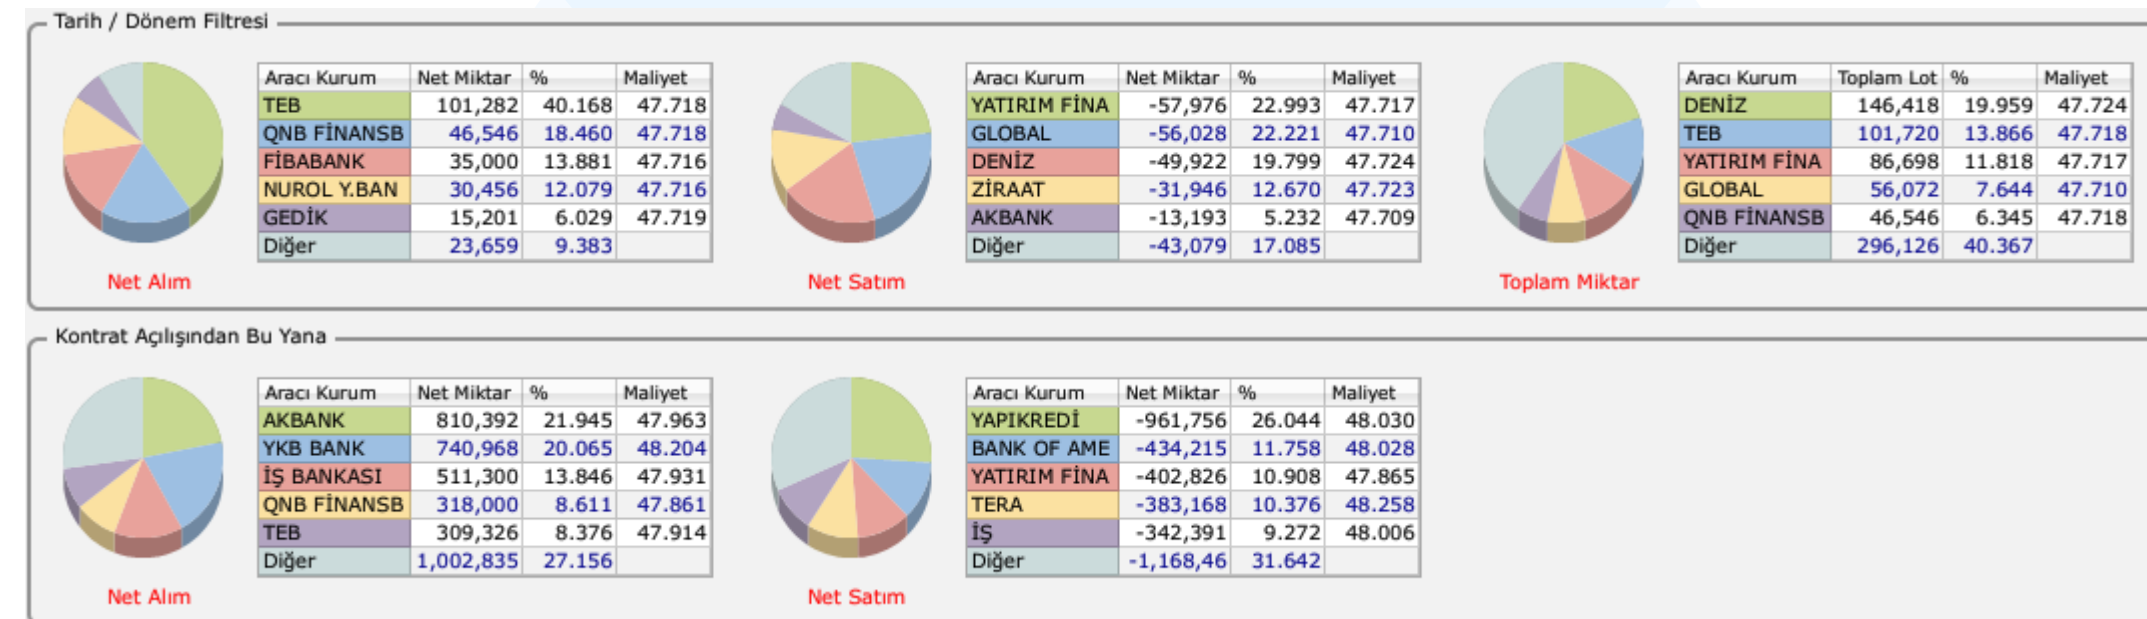 Tarih / Dönem Filtresi
Aracı Kurum Net Miktar % Maliyet
TEB 101,282 40.168 47.718
QNB FİNANSB 46,546 18.460 47.718
FİBABANK 35,000 13.881 47.716
NUROL Y.BAN 30,456 12.079 47.716
GEDİK 15,201 6.029 47.719
Diğer 23,659 9.383
Net Alım
Aracı Kurum Net Miktar % Maliyet
YATIRIM FİNA -57,976 22.993 47.717
GLOBAL -56,028 22.221 47.710
DENİZ -49,922 19.799 47.724
ZİRAAT -31,946 12.670 47.723
AKBANK -13,193 5.232 47.709
Diğer -43,079 17.085
Net Satım
Aracı Kurum Toplam Lot % Maliyet
DENİZ 146,418 19.959 47.724
TEB 101,720 13.866 47.718
YATIRIM FİNA 86,698 11.818 47.717
GLOBAL 56,072 7.644 47.710
QNB FİNANSB 46,546 6.345 47.718
Diğer 296,126 40.367
Toplam Miktar
Kontrat Açılışından Bu Yana
Aracı Kurum Net Miktar % Maliyet
AKBANK 810,392 21.945 47.963
YKB BANK 740,968 20.065 48.204
İŞ BANKASI 511,300 13.846 47.931
QNB FİNANSB 318,000 8.611 47.861
TEB 309,326 8.376 47.914
Diğer 1,002,835 27.156
Net Alım
Aracı Kurum Net Miktar % Maliyet
YAPIKREDİ -961,756 26.044 48.030
BANK OF AME -434,215 11.758 48.028
YATIRIM FİNA -402,826 10.908 47.865
TERA -383,168 10.376 48.258
İŞ -342,391 9.272 48.006
Diğer -1,168,46 31.642
Net Satım